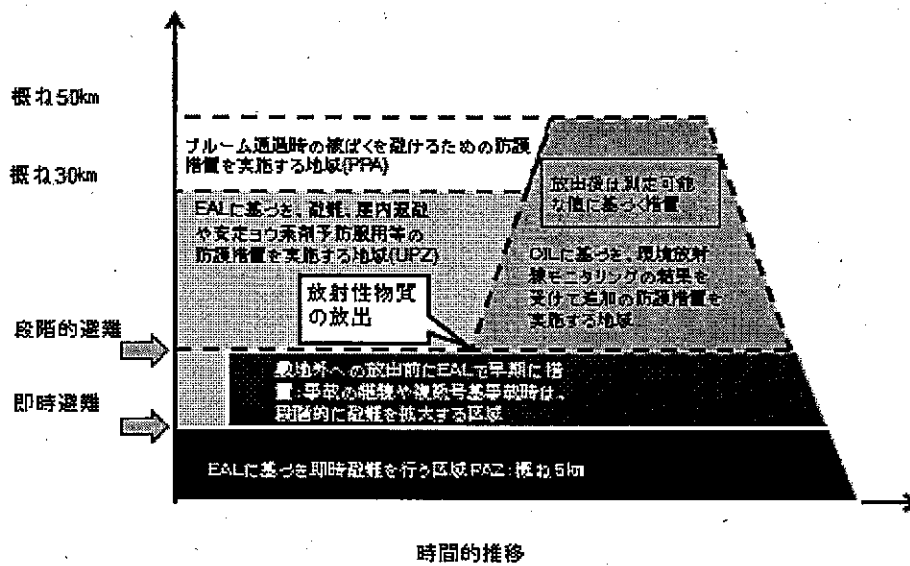 概ね50km
プルーム通過時の被ばくを避けるための防護
措置を実施する地域(PPA)
概ね30km
EALに基づき、避難、屋内退避
や安定ヨウ素剤予防服用等の
防護措置を実施する地域(UPZ)
放出後は測定可能
な値に基づく措置
OILに基づき、環境放射
線モニタリングの結果を
受けて追加の防護措置を
実施する地域
放射性物質
の放出
段階的避難
敷地外への放出前にEALで早期に措
置:事故の継続や複数号基事故時は、
段階的に避難を拡大する区域
即時避難
EALに基づき即時避難を行う区域PAZ:概ね5km
時間的推移